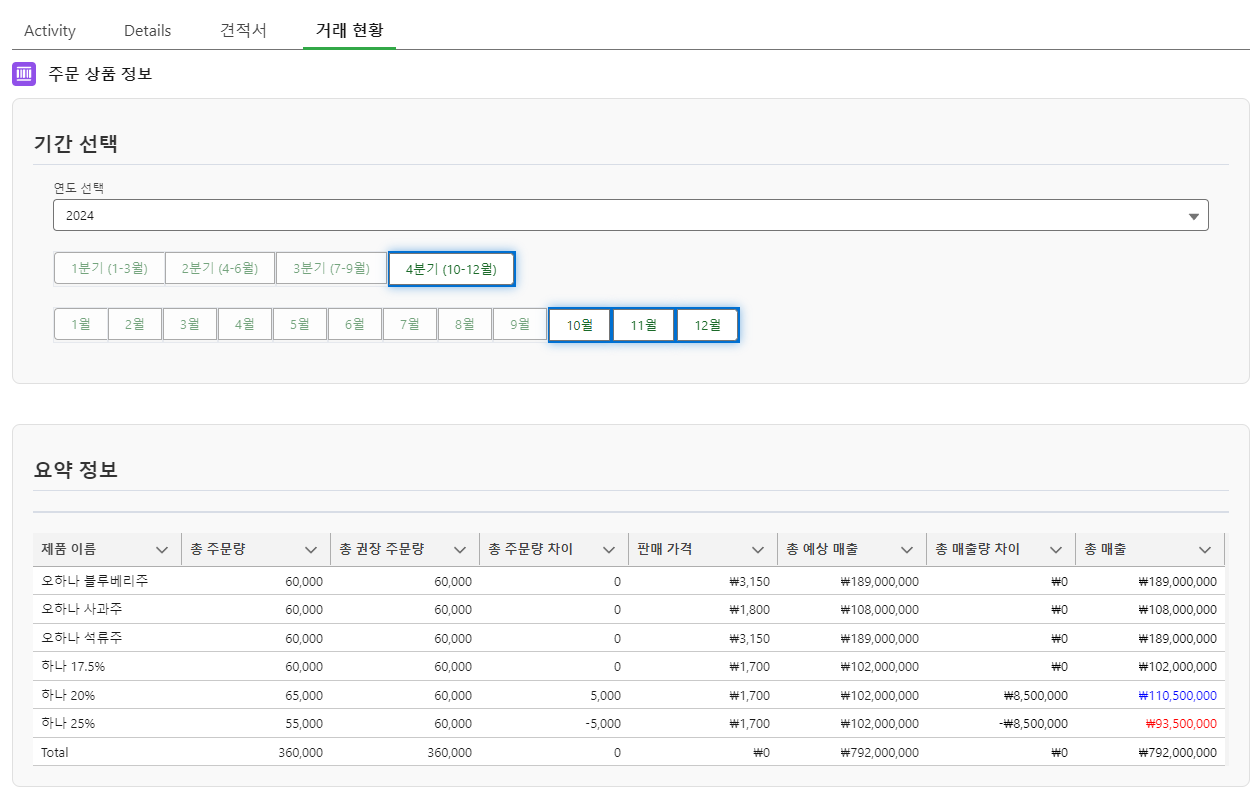 Activity Details 견적서 거래 현황
주문 상품 정보
기간 선택
연도 선택
2024
1분기 (1-3월) 2분기 (4-6월) 3분기 (7-9월) 4분기 (10-12월)
1월 2월 3월 4월 5월 6월 7월 8월 9월 10월 11월 12월
요약 정보
제품 이름 총 주문량 총 권장 주문량 총 주문량 차이 판매 가격 총 예상 매출 총 매출량 차이 총 매출
오하나 블루베리주 60,000 60,000 0 ₩3,150 ₩189,000,000 ₩0 ₩189,000,000
오하나 사과주 60,000 60,000 0 ₩1,800 ₩108,000,000 ₩0 ₩108,000,000
오하나 석류주 60,000 60,000 0 ₩3,150 ₩189,000,000 ₩0 ₩189,000,000
하나 17.5% 60,000 60,000 0 ₩1,700 ₩102,000,000 ₩0 ₩102,000,000
하나 20% 65,000 60,000 5,000 ₩1,700 ₩102,000,000 ₩8,500,000 ₩110,500,000
하나 25% 55,000 60,000 -5,000 ₩1,700 ₩102,000,000 -₩8,500,000 ₩93,500,000
Total 360,000 360,000 0 ₩0 ₩792,000,000 ₩0 ₩792,000,000